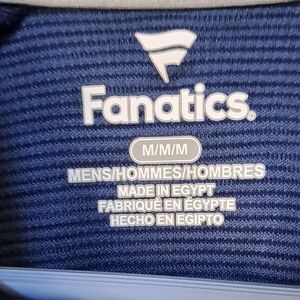 Fanatics.
M/M/M
MENS/HOMMES/HOMBRES
MADE IN EGYPT
FABRIQUÉ EN ÉGYPTE
HECHO EN EGIPTO